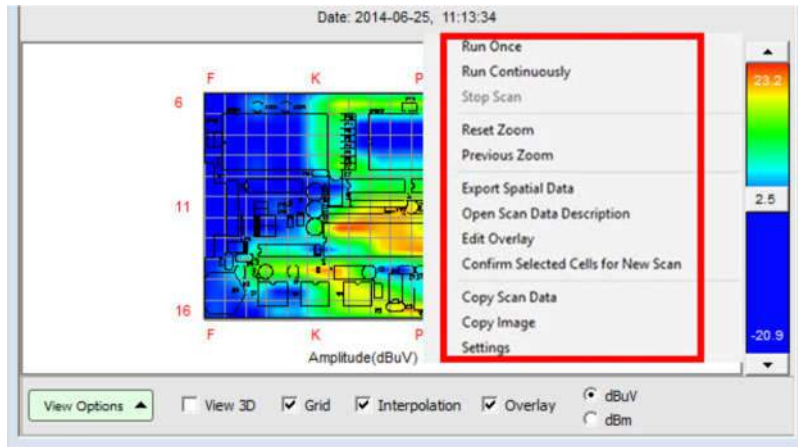 Date: 2014-06-25, 11:13:34
F K P
6
11
16
F K P
Amplitude(dBuV)
Run Once
Run Continuously
Stop Scan
Reset Zoom
Previous Zoom
Export Spatial Data
Open Scan Data Description
Edit Overlay
Confirm Selected Cells for New Scan
Copy Scan Data
Copy Image
Settings
23.2
2.5
-20.9
View Options View 3D Grid Interpolation Overlay dBuV
dBm